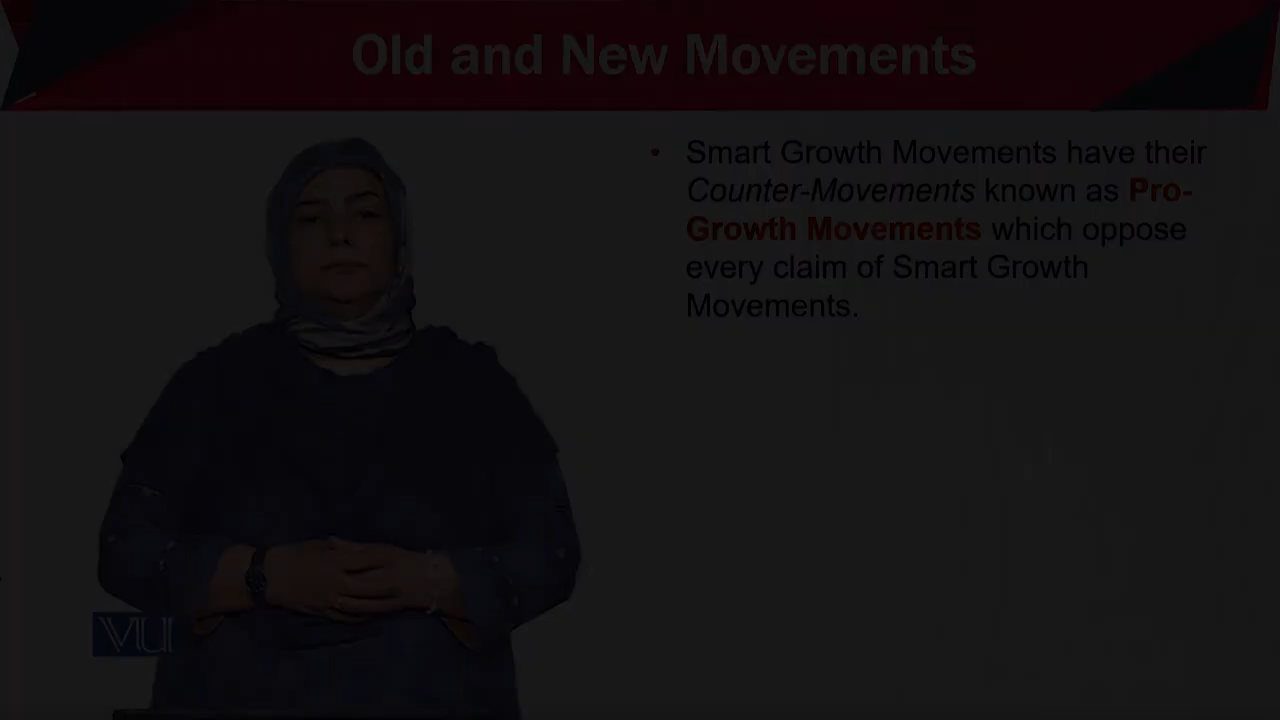 Old and New Movements
• Smart Growth Movements have their
Counter-Movements known as Pro-
Growth Movements which oppose
every claim of Smart Growth
Movements.
VU